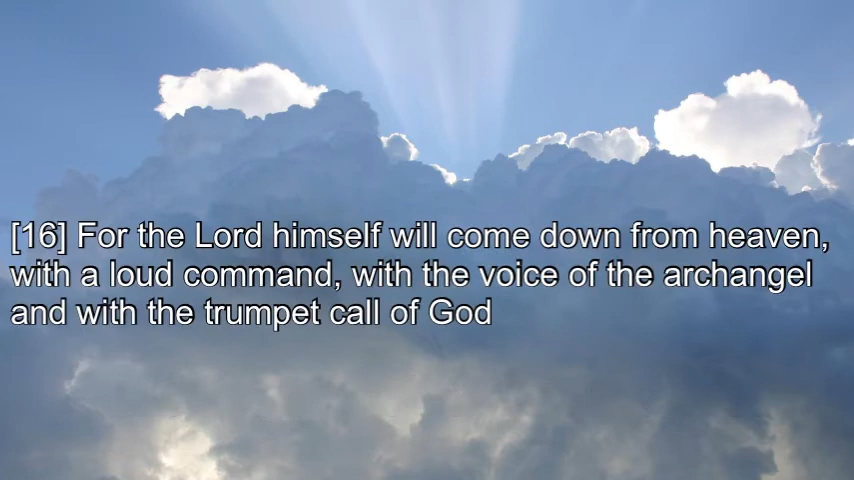 [16] For the Lord himself will come down from heaven,
with a loud command, with the voice of the archangel
and with the trumpet call of God